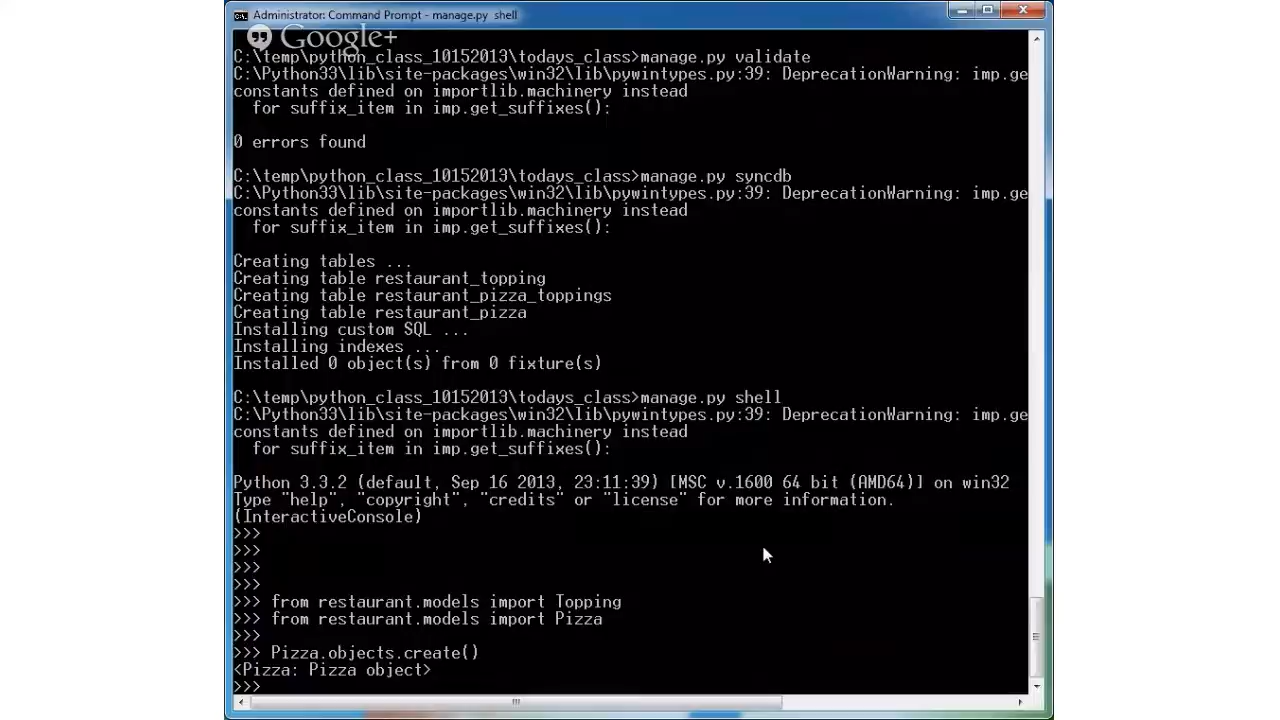 Administrator: Command Prompt - manage.py  shell
Google+
C:\temp\python_class_10152013\todays_class>manage.py validate
C:\Python33\lib\site-packages\win32\lib\pywintypes.py:39: DeprecationWarning: imp.ge
constants defined on importlib.machinery instead
  for suffix_item in imp.get_suffixes():
0 errors found
C:\temp\python_class_10152013\todays_class>manage.py syncdb
C:\Python33\lib\site-packages\win32\lib\pywintypes.py:39: DeprecationWarning: imp.ge
constants defined on importlib.machinery instead
  for suffix_item in imp.get_suffixes():
Creating tables ...
Creating table restaurant_topping
Creating table restaurant_pizza_toppings
Creating table restaurant_pizza
Installing custom SQL ...
Installing indexes ...
Installed 0 object(s) from 0 fixture(s)
C:\temp\python_class_10152013\todays_class>manage.py shell
C:\Python33\lib\site-packages\win32\lib\pywintypes.py:39: DeprecationWarning: imp.ge
constants defined on importlib.machinery instead
  for suffix_item in imp.get_suffixes():
Python 3.3.2 (default, Sep 16 2013, 23:11:39) [MSC v.1600 64 bit (AMD64)] on win32
Type "help", "copyright", "credits" or "license" for more information.
(InteractiveConsole)
>>>
>>>
>>>
>>>
>>> from restaurant.models import Topping
>>> from restaurant.models import Pizza
>>>
>>> Pizza.objects.create()
<Pizza: Pizza object>
>>>